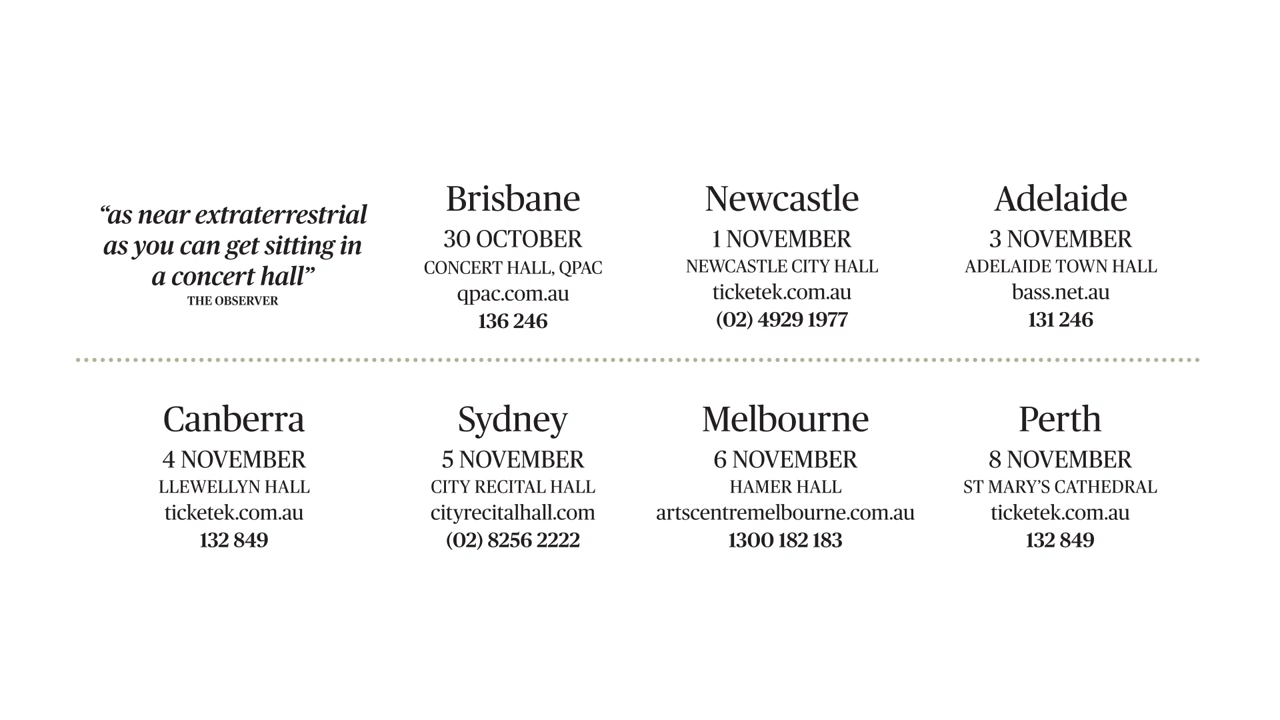 “as near extraterrestrial
as you can get sitting in
a concert hall”
THE OBSERVER
Brisbane
30 OCTOBER
CONCERT HALL, QPAC
qpac.com.au
136 246
Newcastle
1 NOVEMBER
NEWCASTLE CITY HALL
ticketek.com.au
(02) 4929 1977
Adelaide
3 NOVEMBER
ADELAIDE TOWN HALL
bass.net.au
131 246
Canberra
4 NOVEMBER
LLEWELLYN HALL
ticketek.com.au
132 849
Sydney
5 NOVEMBER
CITY RECITAL HALL
cityrecitalhall.com
(02) 8256 2222
Melbourne
6 NOVEMBER
HAMER HALL
artscentremelbourne.com.au
1300 182 183
Perth
8 NOVEMBER
ST MARY’S CATHEDRAL
ticketek.com.au
132 849